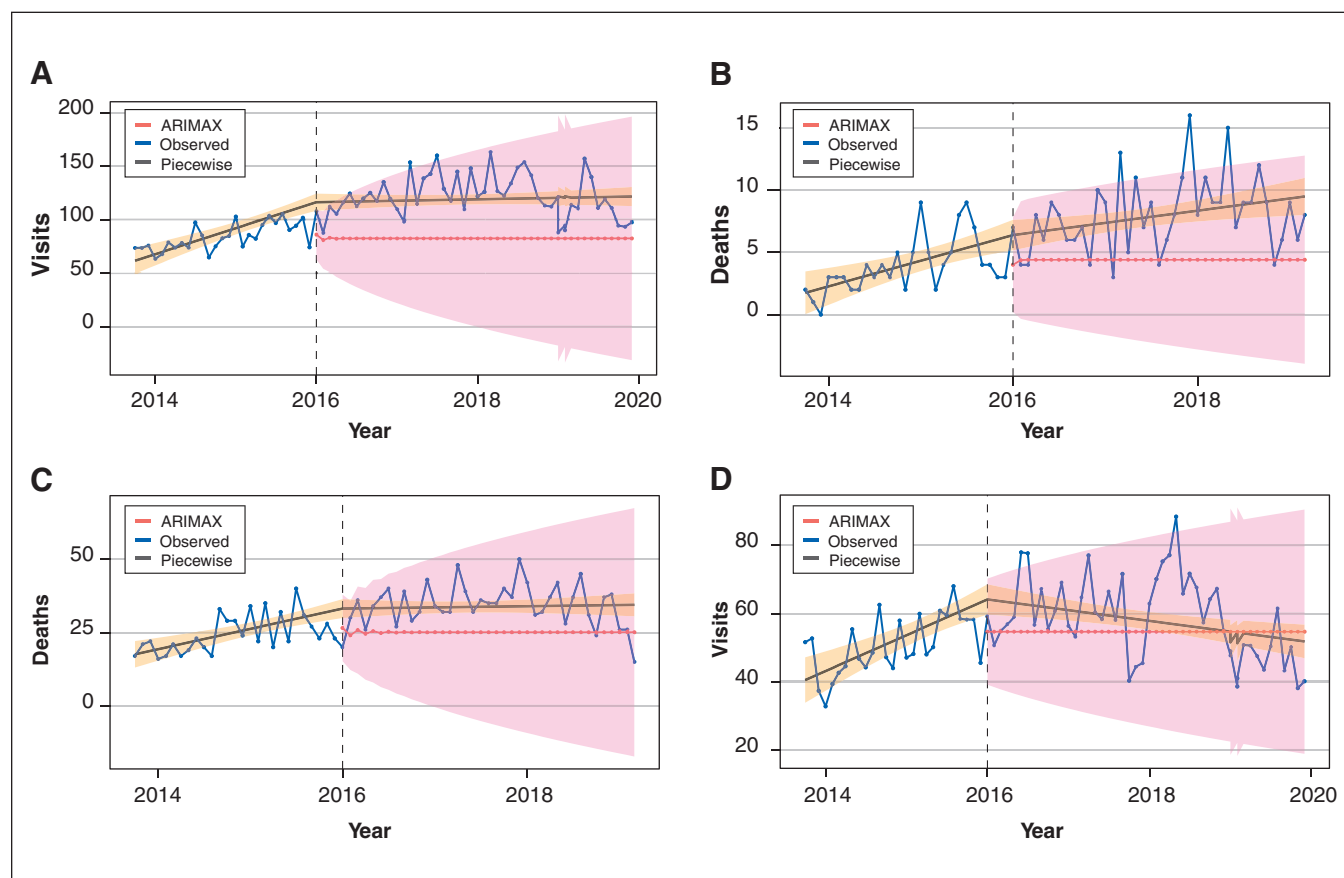 A
200
150
100
50
0
Visits
ARIMAX
Observed
Piecewise
2014 2016 2018 2020
Year
B
15
10
5
0
Deaths
ARIMAX
Observed
Piecewise
2014 2016 2018
Year
C
50
25
0
Deaths
ARIMAX
Observed
Piecewise
2014 2016 2018
Year
D
80
60
40
20
Visits
ARIMAX
Observed
Piecewise
2014 2016 2018 2020
Year